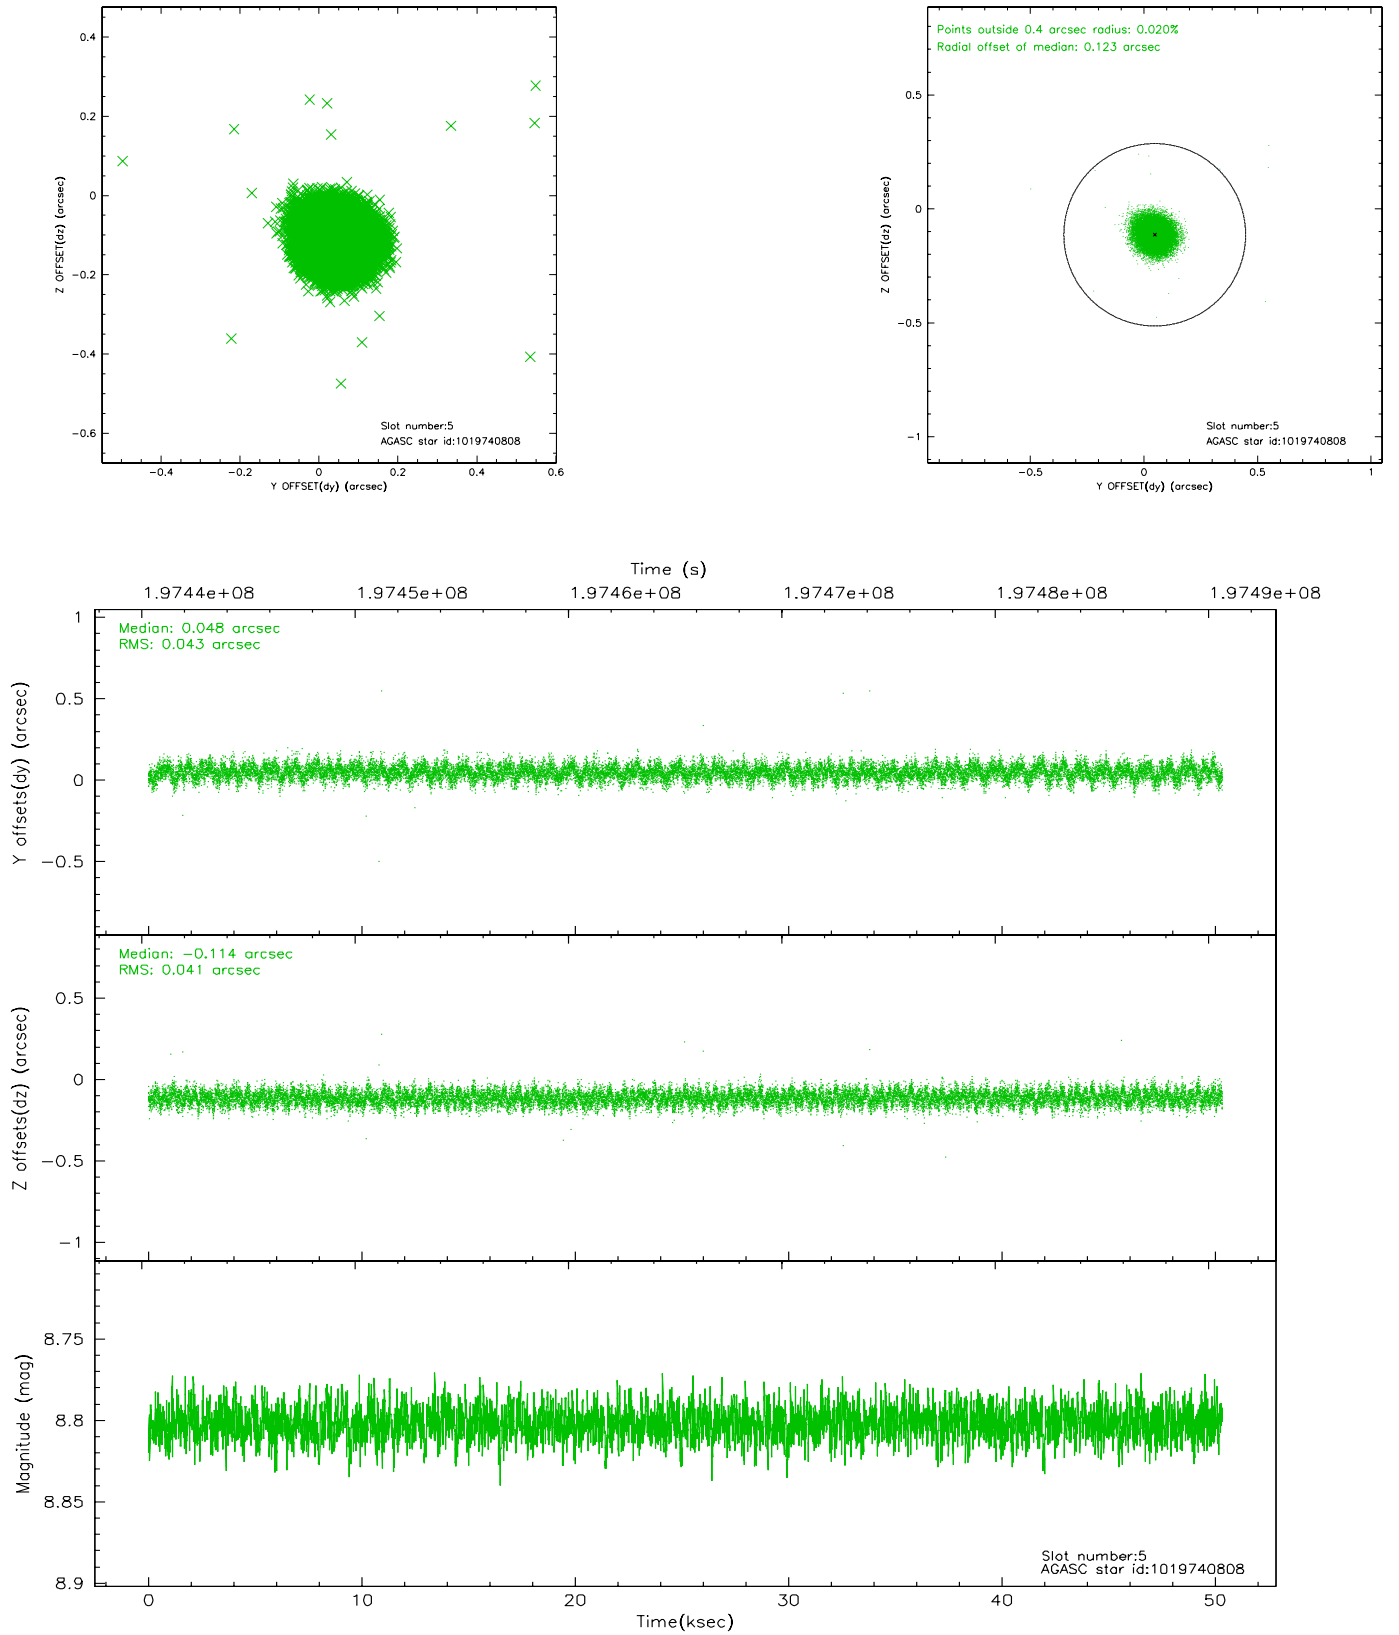 0.4
0.2
0
−0.2
−0.4
−0.6
Z OFFSET(dz) (arcsec)
Slot number:5
AGASC star id:1019740808
−0.4 −0.2 0 0.2 0.4 0.6
Y OFFSET(dy) (arcsec)
Points outside 0.4 arcsec radius: 0.020%
Radial offset of median: 0.123 arcsec
0.5
0
−0.5
−1
Z OFFSET(dz) (arcsec)
Slot number:5
AGASC star id:1019740808
−0.5 0 0.5 1
Y OFFSET(dy) (arcsec)
Time (s)
1.9744e+08 1.9745e+08 1.9746e+08 1.9747e+08 1.9748e+08 1.9749e+08
Median: 0.048 arcsec
RMS: 0.043 arcsec
1
0.5
0
−0.5
Y offsets(dy) (arcsec)
Median: −0.114 arcsec
RMS: 0.041 arcsec
0.5
0
−0.5
−1
Z offsets(dz) (arcsec)
8.75
8.8
8.85
8.9
Magnitude (mag)
Slot number:5
AGASC star id:1019740808
0 10 20 30 40 50
Time(ksec)